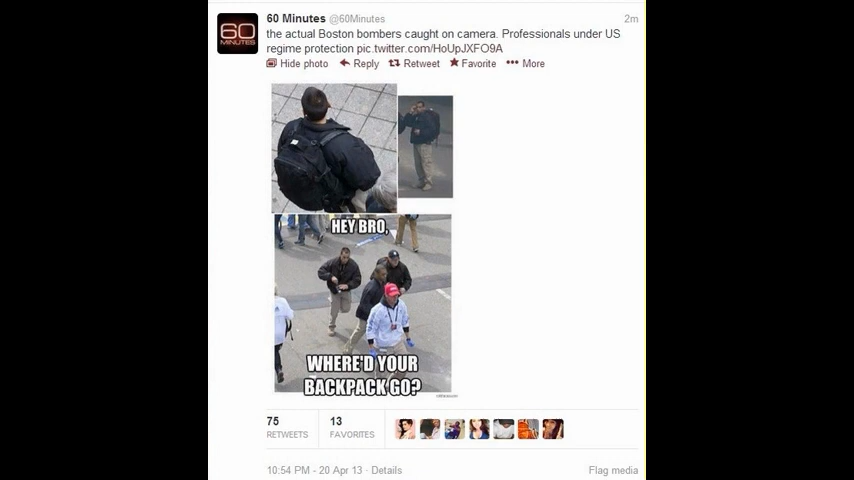 60
MINUTES
60 Minutes @60Minutes 2m
the actual Boston bombers caught on camera. Professionals under US
regime protection pic.twitter.com/HoUpJXFO9A
Hide photo Reply Retweet Favorite More
HEY BRO,
WHERE'D YOUR
BACKPACK GO?
75 13
RETWEETS FAVORITES
10:54 PM - 20 Apr 13 · Details Flag media